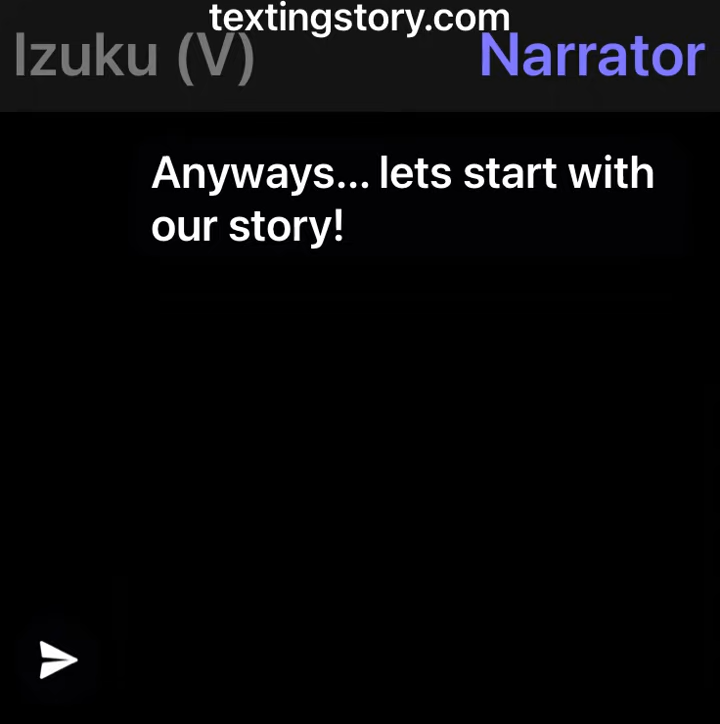 textingstory.com
Izuku (V)
Narrator
Anyways... lets start with
our story!